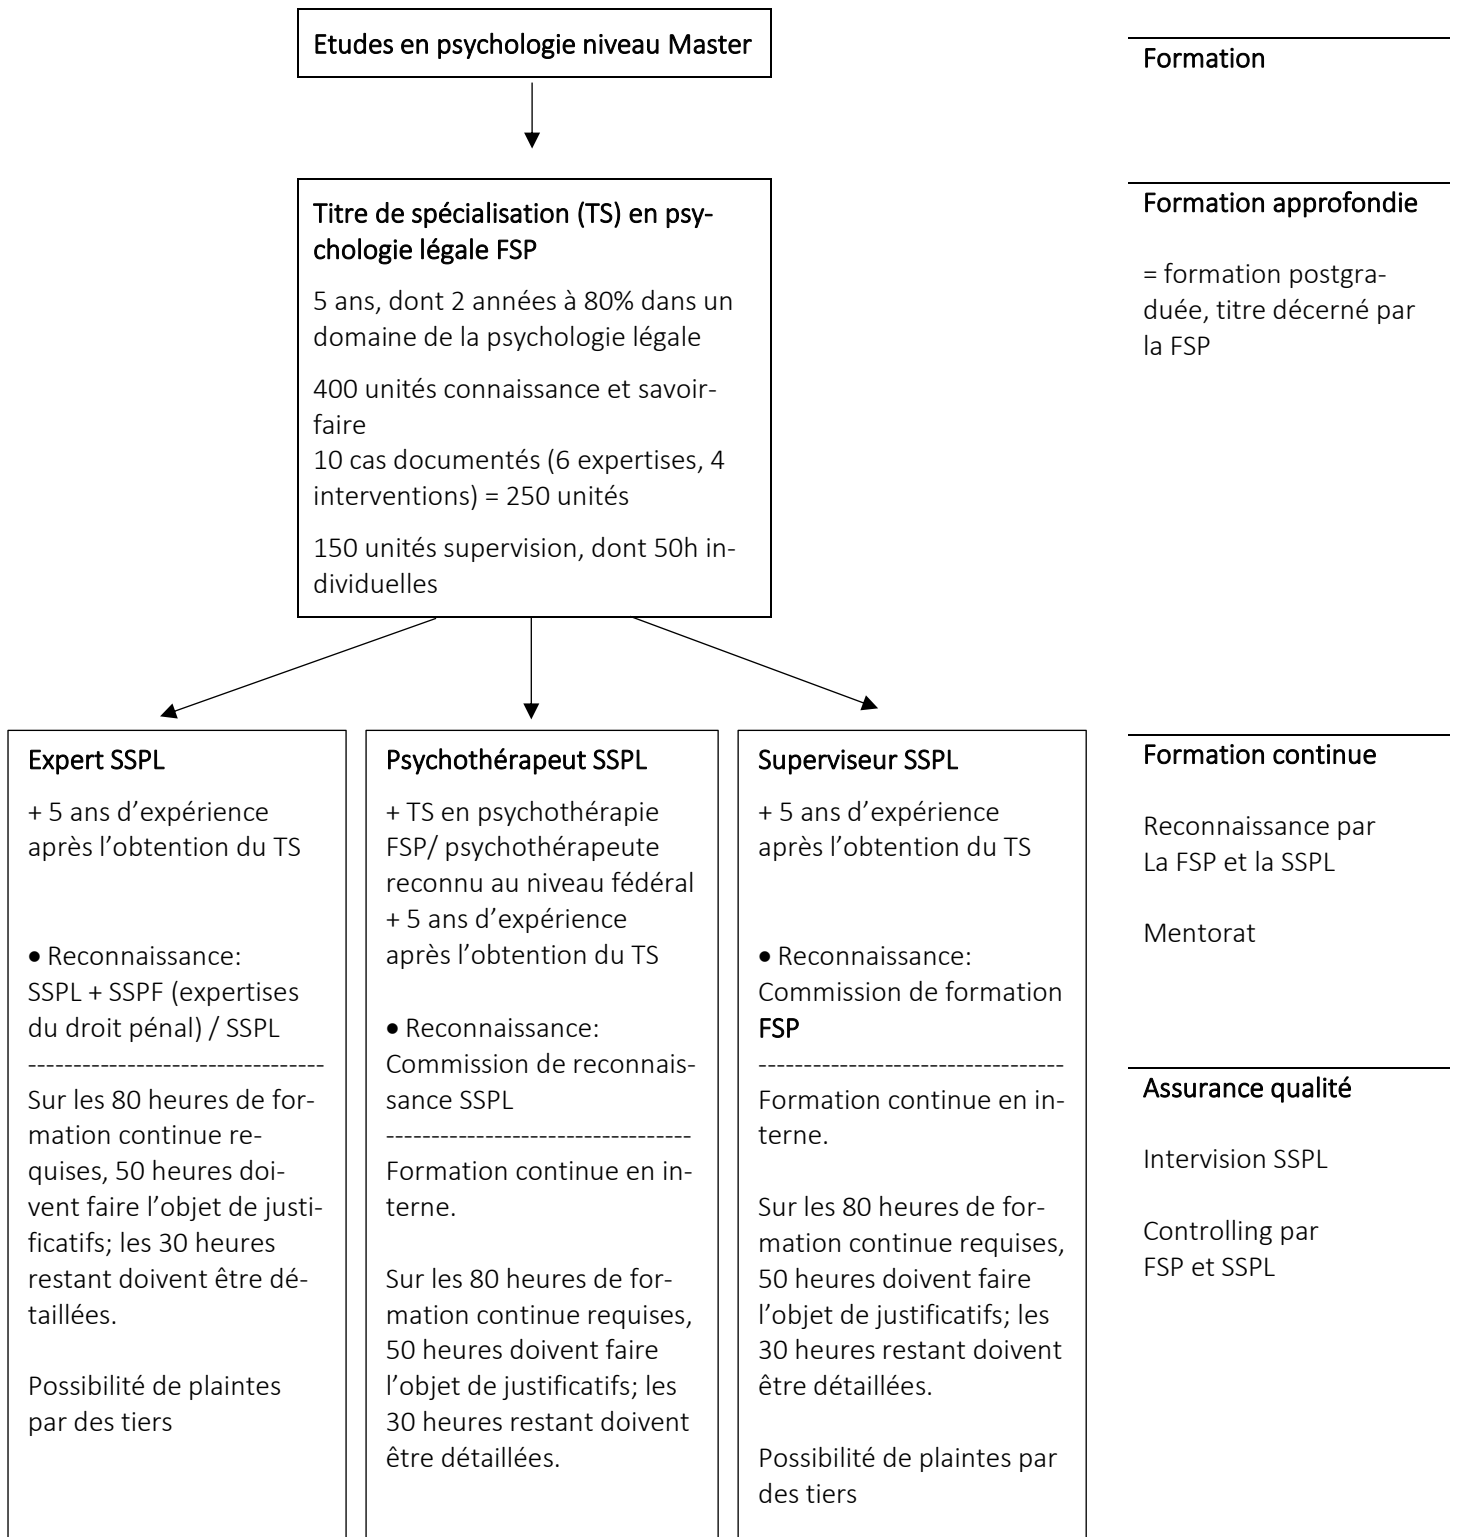 Etudes en psychologie niveau Master
Formation
Titre de spécialisation (TS) en psy-
chologie légale FSP
5 ans, dont 2 années à 80% dans un
domaine de la psychologie légale
400 unités connaissance et savoir-
faire
10 cas documentés (6 expertises, 4
interventions) = 250 unités
150 unités supervision, dont 50h in-
dividuelles
Formation approfondie
= formation postgra-
duée, titre décerné par
la FSP
Expert SSPL
+ 5 ans d’expérience
après l’obtention du TS
• Reconnaissance:
SSPL + SSPF (expertises
du droit pénal) / SSPL
---------------------------------
Sur les 80 heures de for-
mation continue re-
quises, 50 heures doi-
vent faire l’objet de justi-
ficatifs; les 30 heures
restant doivent être dé-
taillées.
Possibilité de plaintes
par des tiers
Psychothérapeut SSPL
+ TS en psychothérapie
FSP/ psychothérapeute
reconnu au niveau fédéral
+ 5 ans d’expérience
après l’obtention du TS
• Reconnaissance:
Commission de reconnais-
sance SSPL
----------------------------------
Formation continue en in-
terne.
Sur les 80 heures de for-
mation continue requises,
50 heures doivent faire
l’objet de justificatifs; les
30 heures restant doivent
être détaillées.
Superviseur SSPL
+ 5 ans d’expérience
après l’obtention du TS
• Reconnaissance:
Commission de formation
FSP
----------------------------------
Formation continue en in-
terne.
Sur les 80 heures de for-
mation continue requises,
50 heures doivent faire
l’objet de justificatifs; les
30 heures restant doivent
être détaillées.
Possibilité de plaintes par
des tiers
Formation continue
Reconnaissance par
La FSP et la SSPL
Mentorat
Assurance qualité
Intervision SSPL
Controlling par
FSP et SSPL